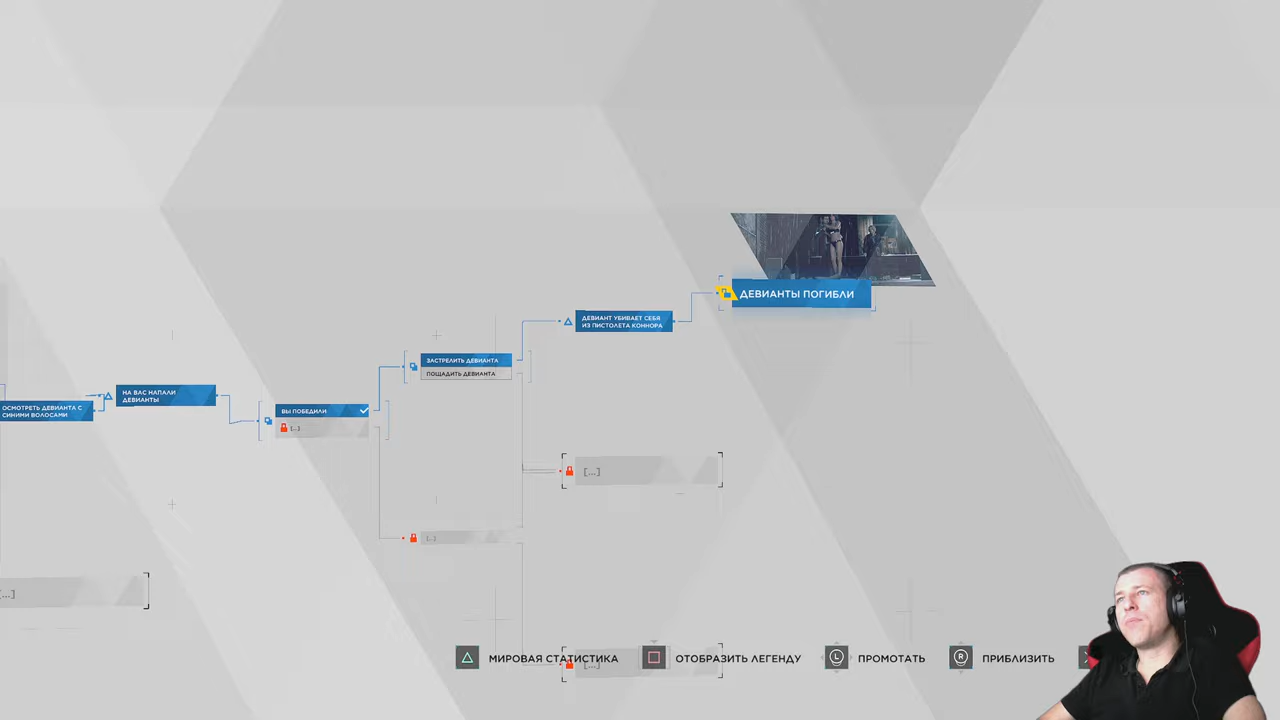 ДЕВИАНТЫ ПОГИБЛИ
ДЕВИАНТ УБИВАЕТ СЕБЯ
ИЗ ПИСТОЛЕТА КОННОРА
ЗАСТРЕЛИТЬ ДЕВИАНТА
ПОЩАДИТЬ ДЕВИАНТА
НА ВАС НАПАЛИ
ДЕВИАНТЫ
ОСМОТРЕТЬ ДЕВИАНТА С
СИНИМИ ВОЛОСАМИ
ВЫ ПОБЕДИЛИ
[...]
[...]
[...]
[...]
[...]
МИРОВАЯ СТАТИСТИКА
ОТОБРАЗИТЬ ЛЕГЕНДУ
L ПРОМОТАТЬ
R ПРИБЛИЗИТЬ